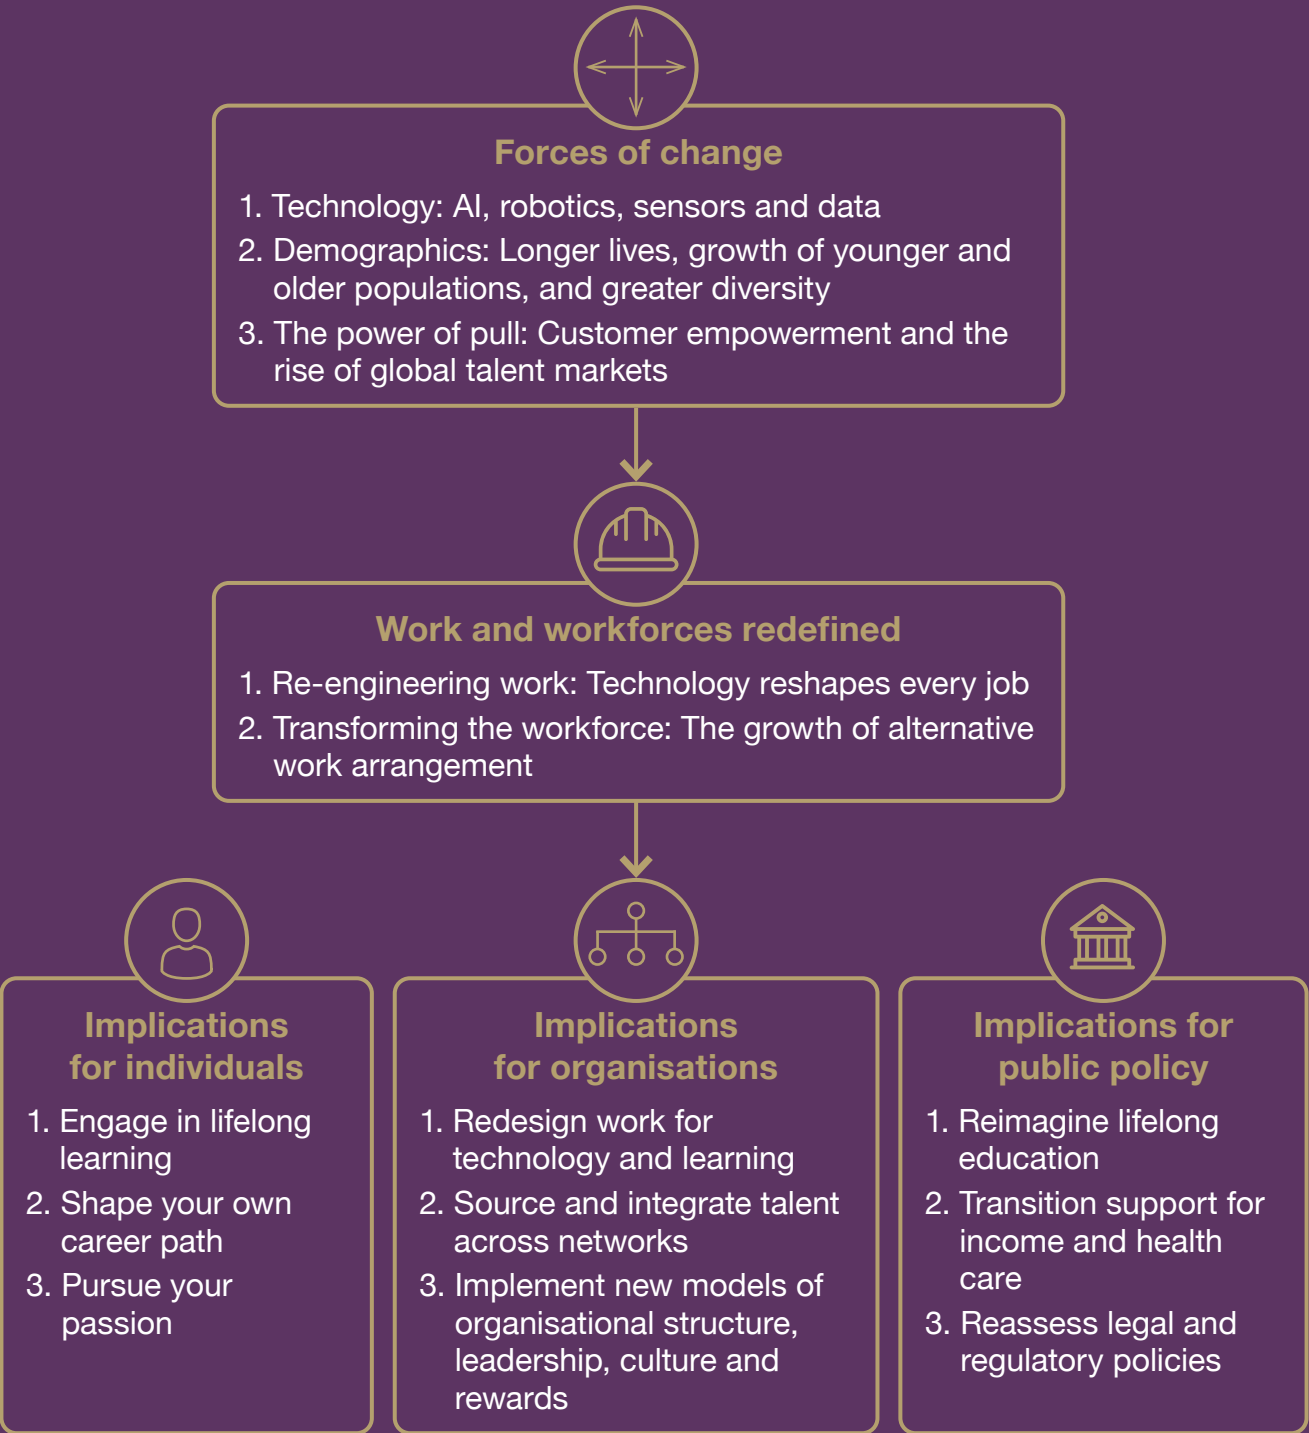 Forces of change
1. Technology: AI, robotics, sensors and data
2. Demographics: Longer lives, growth of younger and
older populations, and greater diversity
3. The power of pull: Customer empowerment and the
rise of global talent markets
Work and workforces redefined
1. Re-engineering work: Technology reshapes every job
2. Transforming the workforce: The growth of alternative
work arrangement
Implications
for individuals
1. Engage in lifelong
learning
2. Shape your own
career path
3. Pursue your
passion
Implications
for organisations
1. Redesign work for
technology and learning
2. Source and integrate talent
across networks
3. Implement new models of
organisational structure,
leadership, culture and
rewards
Implications for
public policy
1. Reimagine lifelong
education
2. Transition support for
income and health
care
3. Reassess legal and
regulatory policies